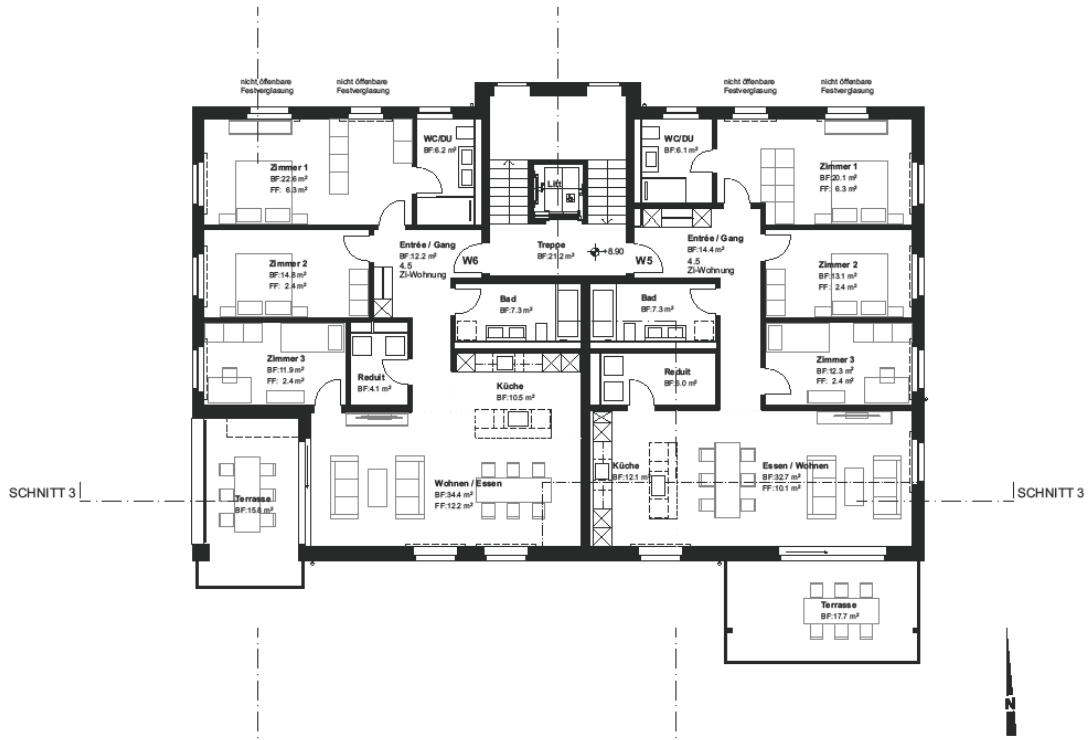 nicht öffenbare
Festverglasung
nicht öffenbare
Festverglasung
nicht öffenbare
Festverglasung
nicht öffenbare
Festverglasung
WC/DU
BF:6.2 m²
WC/DU
BF:6.1 m²
Zimmer 1
BF:22.6 m²
FF: 6.3 m²
Lift
Zimmer 1
BF:20.1 m²
FF: 6.3 m²
Entrée / Gang
BF:12.2 m²
4.5
Zi-Wohnung
W6
Treppe
BF:21.2 m²
+8.90
W5
Entrée / Gang
BF:14.4 m²
4.5
Zi-Wohnung
Zimmer 2
BF:14.8 m²
FF: 2.4 m²
Zimmer 2
BF:13.1 m²
FF: 2.4 m²
Bad
BF:7.3 m²
Bad
BF:7.3 m²
Zimmer 3
BF:11.9 m²
FF: 2.4 m²
Reduit
BF:4.1 m²
Küche
BF:10.5 m²
Reduit
BF:6.0 m²
Zimmer 3
BF:12.3 m²
FF: 2.4 m²
SCHNITT 3
Terrasse
BF:15.8 m²
Wohnen / Essen
BF:34.4 m²
FF:12.2 m²
Küche
BF:12.1 m²
Essen / Wohnen
BF:32.7 m²
FF:10.1 m²
SCHNITT 3
Terrasse
BF:17.7 m²
N